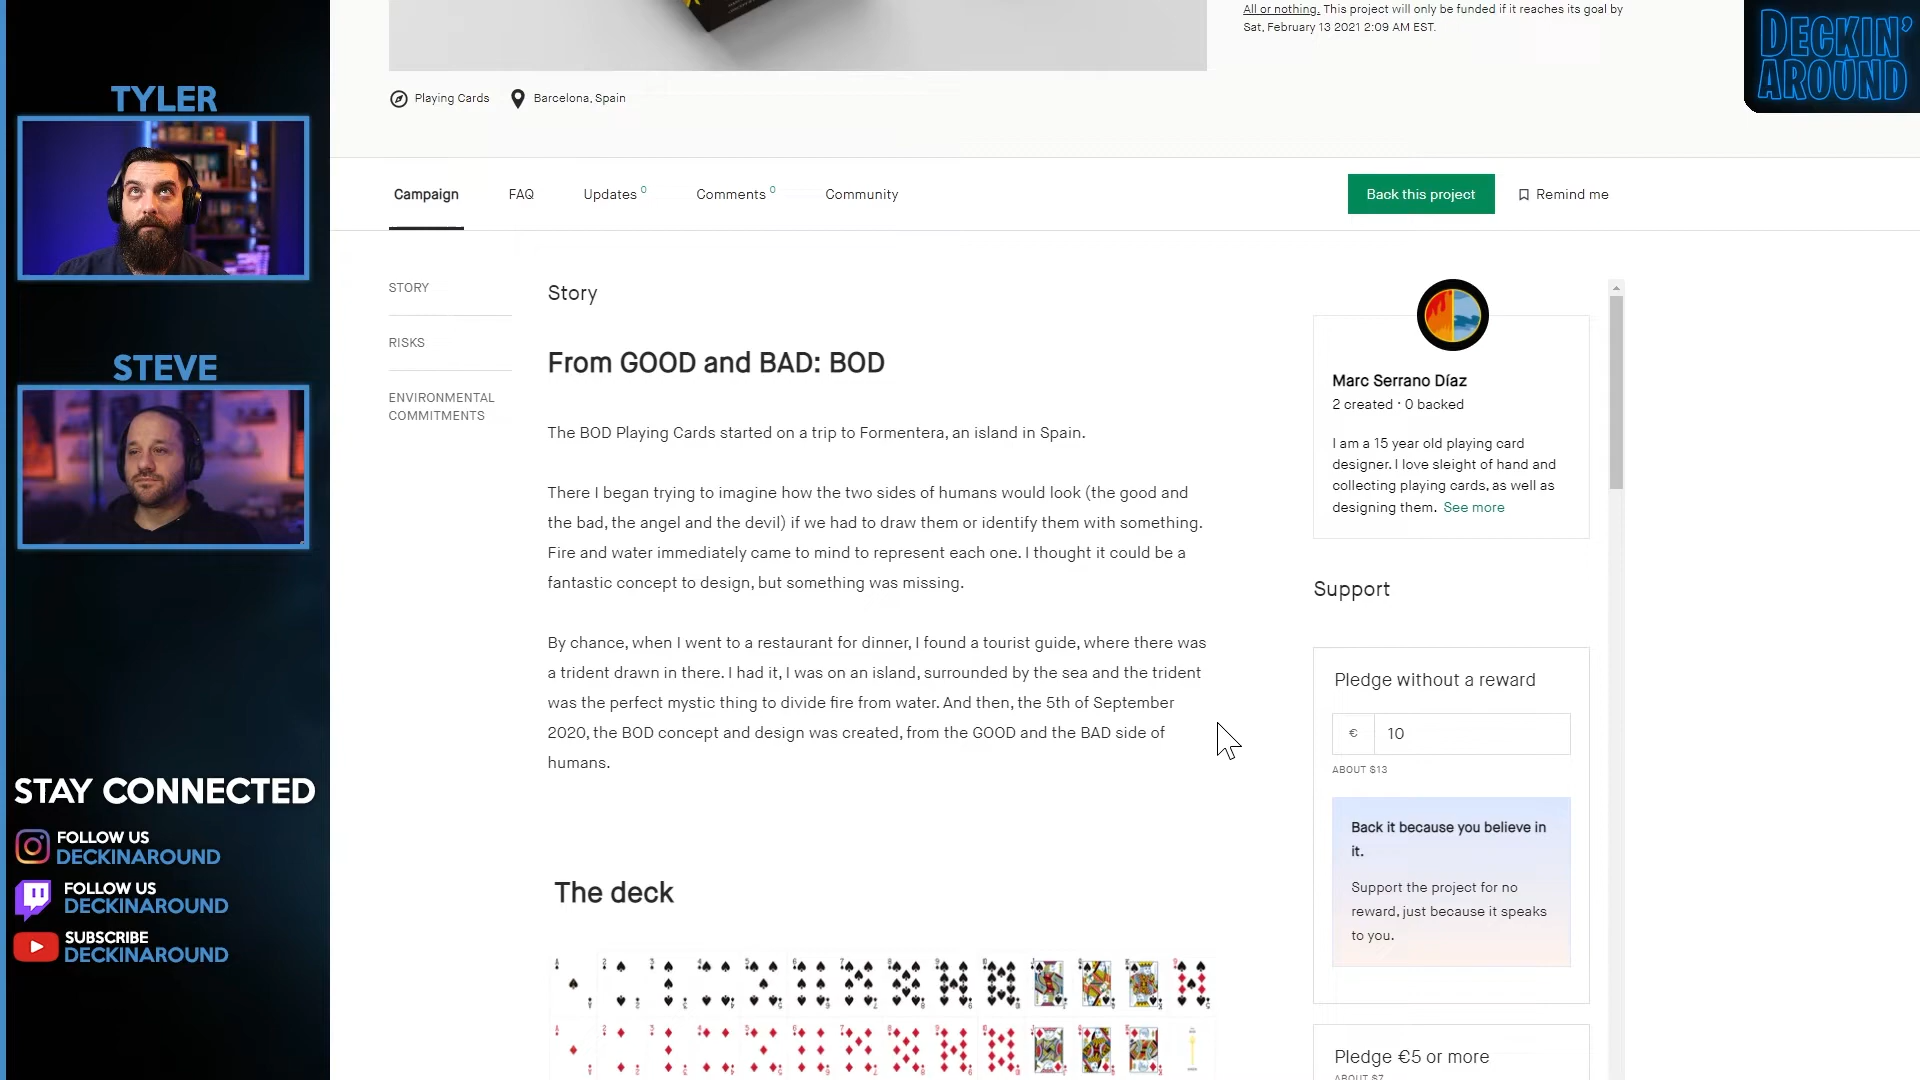 TYLER
STEVE
STAY CONNECTED
FOLLOW US
DECKINAROUND
FOLLOW US
DECKINAROUND
SUBSCRIBE
DECKINAROUND
DECKIN'
AROUND
All or nothing. This project will only be funded if it reaches its goal by
Sat, February 13 2021 2:09 AM EST.
Playing Cards
Barcelona, Spain
Campaign
FAQ
Updates 0
Comments 0
Community
Back this project
Remind me
STORY
RISKS
ENVIRONMENTAL
COMMITMENTS
Story
From GOOD and BAD: BOD
The BOD Playing Cards started on a trip to Formentera, an island in Spain.
There I began trying to imagine how the two sides of humans would look (the good and
the bad, the angel and the devil) if we had to draw them or identify them with something.
Fire and water immediately came to mind to represent each one. I thought it could be a
fantastic concept to design, but something was missing.
By chance, when I went to a restaurant for dinner, I found a tourist guide, where there was
a trident drawn in there. I had it, I was on an island, surrounded by the sea and the trident
was the perfect mystic thing to divide fire from water. And then, the 5th of September
2020, the BOD concept and design was created, from the GOOD and the BAD side of
humans.
The deck
Marc Serrano Díaz
2 created · 0 backed
I am a 15 year old playing card
designer. I love sleight of hand and
collecting playing cards, as well as
designing them. See more
Support
Pledge without a reward
€ 10
ABOUT $13
Back it because you believe in
it.
Support the project for no
reward, just because it speaks
to you.
Pledge €5 or more
ABOUT $7